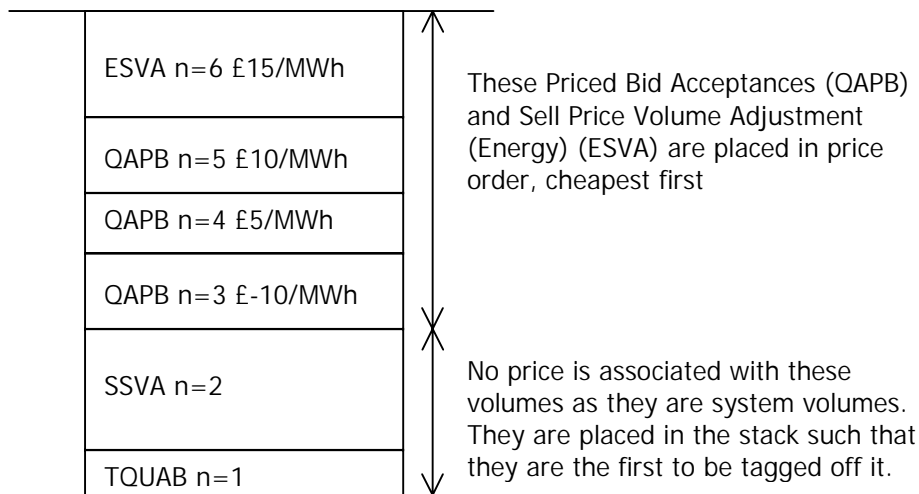 ESVA n=6 £15/MWh
QAPB n=5 £10/MWh
QAPB n=4 £5/MWh
QAPB n=3 £-10/MWh
These Priced Bid Acceptances (QAPB)
and Sell Price Volume Adjustment
(Energy) (ESVA) are placed in price
order, cheapest first
SSVA n=2
TQUAB n=1
No price is associated with these
volumes as they are system volumes.
They are placed in the stack such that
they are the first to be tagged off it.